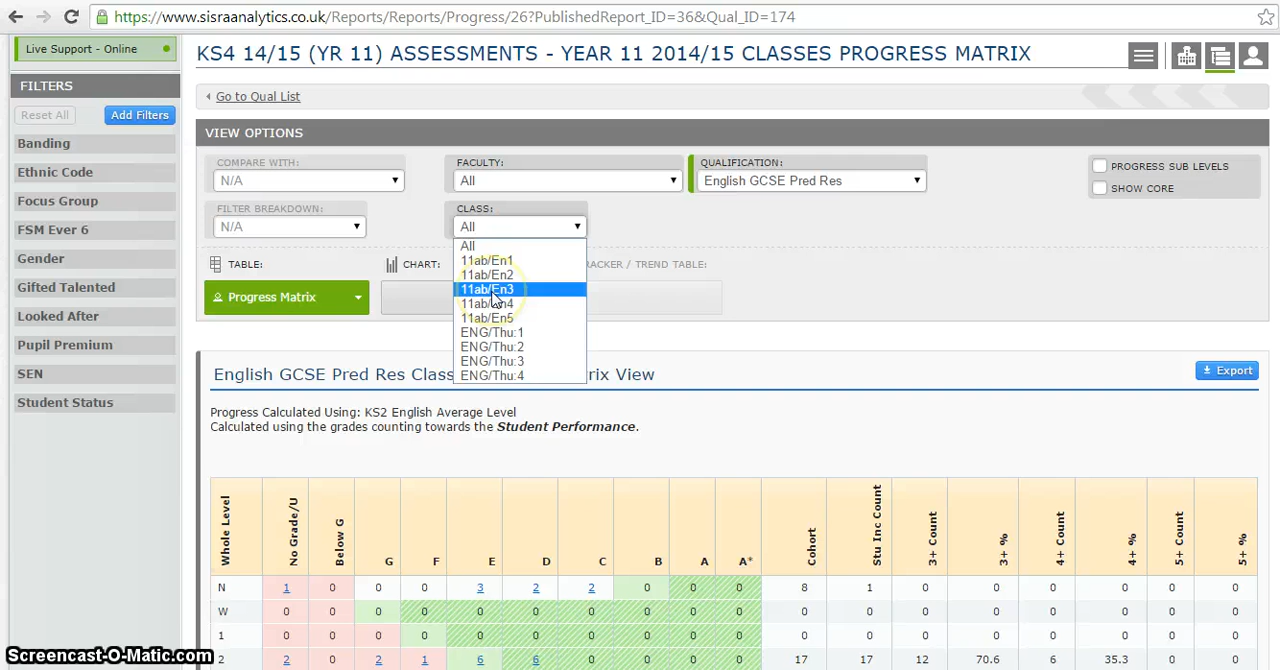 https://www.sisraanalytics.co.uk/Reports/Reports/Progress/26?PublishedReport_ID=36&Qual_ID=174
Live Support - Online
KS4 14/15 (YR 11) ASSESSMENTS - YEAR 11 2014/15 CLASSES PROGRESS MATRIX
FILTERS
Reset All Add Filters
Banding
Ethnic Code
Focus Group
FSM Ever 6
Gender
Gifted Talented
Looked After
Pupil Premium
SEN
Student Status
Go to Qual List
VIEW OPTIONS
COMPARE WITH: FACULTY: QUALIFICATION:
N/A All English GCSE Pred Res
PROGRESS SUB LEVELS
SHOW CORE
FILTER BREAKDOWN: CLASS:
N/A All
All
11ab/En1
11ab/En2
11ab/En3
11ab/En4
11ab/En5
ENG/Thu:1
ENG/Thu:2
ENG/Thu:3
ENG/Thu:4
TABLE: CHART: RACKER / TREND TABLE:
Progress Matrix
English GCSE Pred Res Clas rix View
Export
Progress Calculated Using: KS2 English Average Level
Calculated using the grades counting towards the Student Performance.
Whole Level No Grade/U Below G G F E D C B A A* Cohort Stu Inc Count 3+ Count 3+ % 4+ Count 4+ % 5+ Count 5+ %
N 1 0 0 0 3 2 2 0 0 0 8 1 0 0 0 0 0 0
W 0 0 0 0 0 0 0 0 0 0 0 0 0 0 0 0 0 0
1 0 0 0 0 0 0 0 0 0 0 0 0 0 0 0 0 0 0
2 2 0 2 1 6 6 0 0 0 0 17 17 12 70.6 6 35.3 0 0
Screencast-O-Matic.com